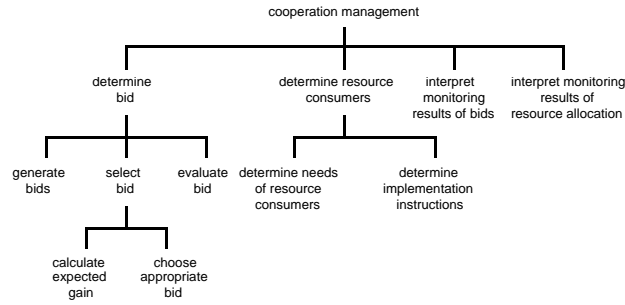 cooperation management
determine
bid
determine resource
consumers
interpret
monitoring
results of bids
interpret monitoring
results of
resource allocation
generate
bids
select
bid
evaluate
bid
determine needs
of resource
consumers
determine
implementation
instructions
calculate
expected
gain
choose
appropriate
bid